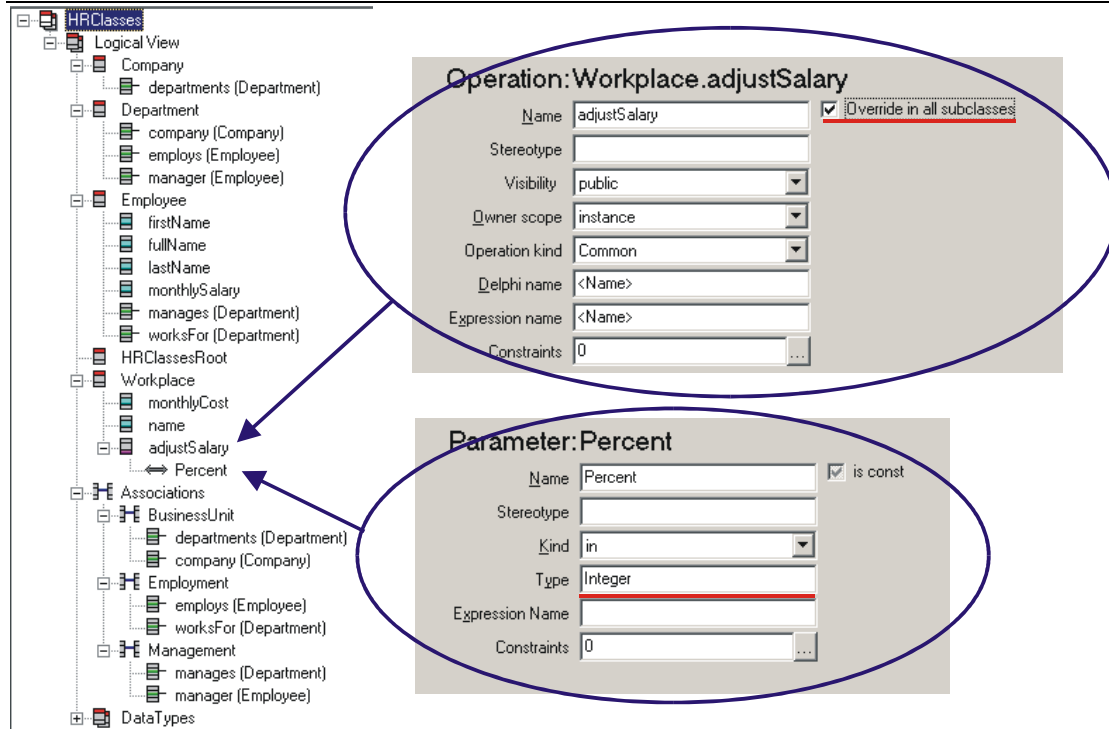 HRClasses
Logical View
Company
departments (Department)
Department
company (Company)
employs (Employee)
manager (Employee)
Employee
firstName
fullName
lastName
monthlySalary
manages (Department)
worksFor (Department)
HRClassesRoot
Workplace
monthlyCost
name
adjustSalary
Percent
Associations
BusinessUnit
departments (Department)
company (Company)
Employment
employs (Employee)
worksFor (Department)
Management
manages (Department)
manager (Employee)
DataTypes
Operation:Workplace.adjustSalary
Name adjustSalary Override in all subclasses
Stereotype
Visibility public
Owner scope instance
Operation kind Common
Delphi name <Name>
Expression name <Name>
Constraints 0 ...
Parameter:Percent
Name Percent is const
Stereotype
Kind in
Type Integer
Expression Name
Constraints 0 ...